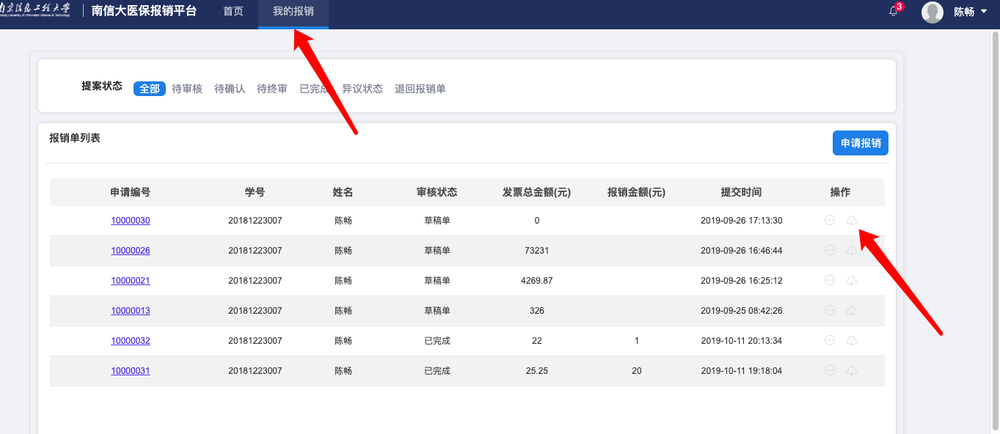 南京信息工程大学
Nanjing University of Information Science & Technology
南信大医保报销平台 首页 我的报销 3 陈畅
提案状态 全部 待审核 待确认 待终审 已完成 异议状态 退回报销单
报销单列表 申请报销
申请编号 学号 姓名 审核状态 发票总金额(元) 报销金额(元) 提交时间 操作
10000030 20181223007 陈畅 草稿单 0 2019-09-26 17:13:30
10000026 20181223007 陈畅 草稿单 73231 2019-09-26 16:46:44
10000021 20181223007 陈畅 草稿单 4269.87 2019-09-26 16:25:12
10000013 20181223007 陈畅 草稿单 326 2019-09-25 08:42:26
10000032 20181223007 陈畅 已完成 22 1 2019-10-11 20:13:34
10000031 20181223007 陈畅 已完成 25.25 20 2019-10-11 19:18:04